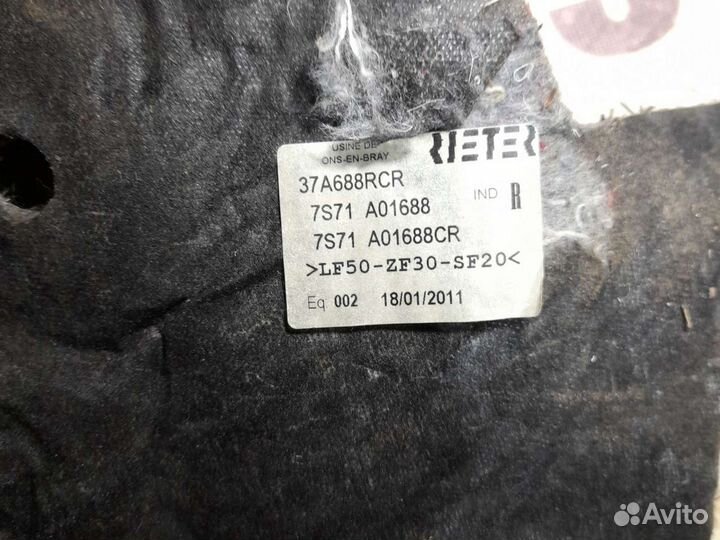 USINE DE
ONS-EN-BRAY
RIETER
37A688RCR
IND R
7S71 A01688
7S71 A01688CR
>LF50-ZF30-SF20<
Eq 002 18/01/2011
Avito